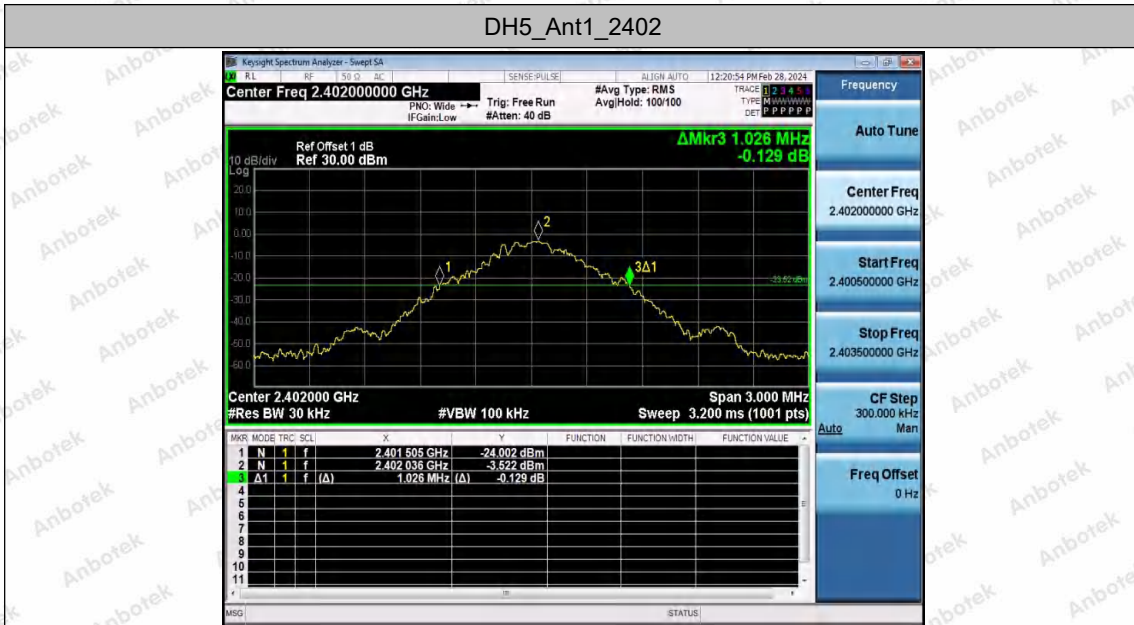 DH5_Ant1_2402
Keysight Spectrum Analyzer - Swept SA
RL RF 50 Ω AC SENSE:PULSE ALIGN AUTO 12:20:54 PM Feb 28, 2024
Center Freq 2.402000000 GHz
PNO: Wide
IFGain:Low
Trig: Free Run
#Atten: 40 dB
#Avg Type: RMS
Avg|Hold: 100/100
TRACE 1 2 3 4 5 6
TYPE M W W W W W
DET P P P P P P
ΔMkr3 1.026 MHz
-0.129 dB
Ref Offset 1 dB
10 dB/div Ref 30.00 dBm
Log
20.0
10.0
0.00
-10.0
-20.0
-30.0
-40.0
-50.0
-60.0
1
2
3Δ1
-23.52 dBm
Center 2.402000 GHz Span 3.000 MHz
#Res BW 30 kHz #VBW 100 kHz Sweep 3.200 ms (1001 pts)
MKR MODE TRC SCL X Y FUNCTION FUNCTION WIDTH FUNCTION VALUE
1 N 1 f 2.401 505 GHz -24.002 dBm
2 N 1 f 2.402 036 GHz -3.522 dBm
3 Δ1 1 f (Δ) 1.026 MHz (Δ) -0.129 dB
4
5
6
7
8
9
10
11
MSG STATUS
Frequency
Auto Tune
Center Freq
2.402000000 GHz
Start Freq
2.400500000 GHz
Stop Freq
2.403500000 GHz
CF Step
300.000 kHz
Auto Man
Freq Offset
0 Hz
Anbotek